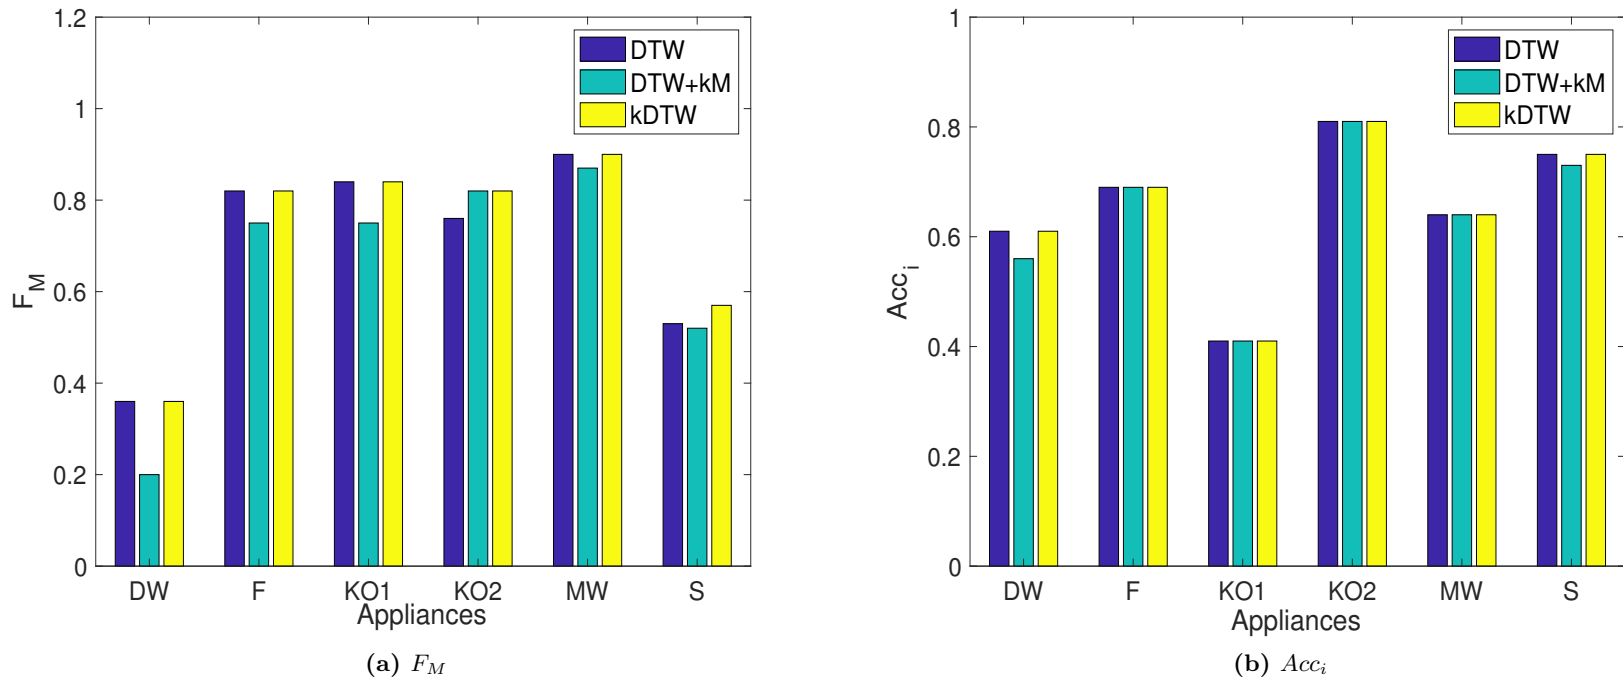 1.2
1
0.8
0.6
0.4
0.2
0
F_M
DTW
DTW+kM
kDTW
DW F KO1 KO2 MW S
Appliances
(a) F_M
1
0.8
0.6
0.4
0.2
0
Acc_i
DTW
DTW+kM
kDTW
DW F KO1 KO2 MW S
Appliances
(b) Acc_i